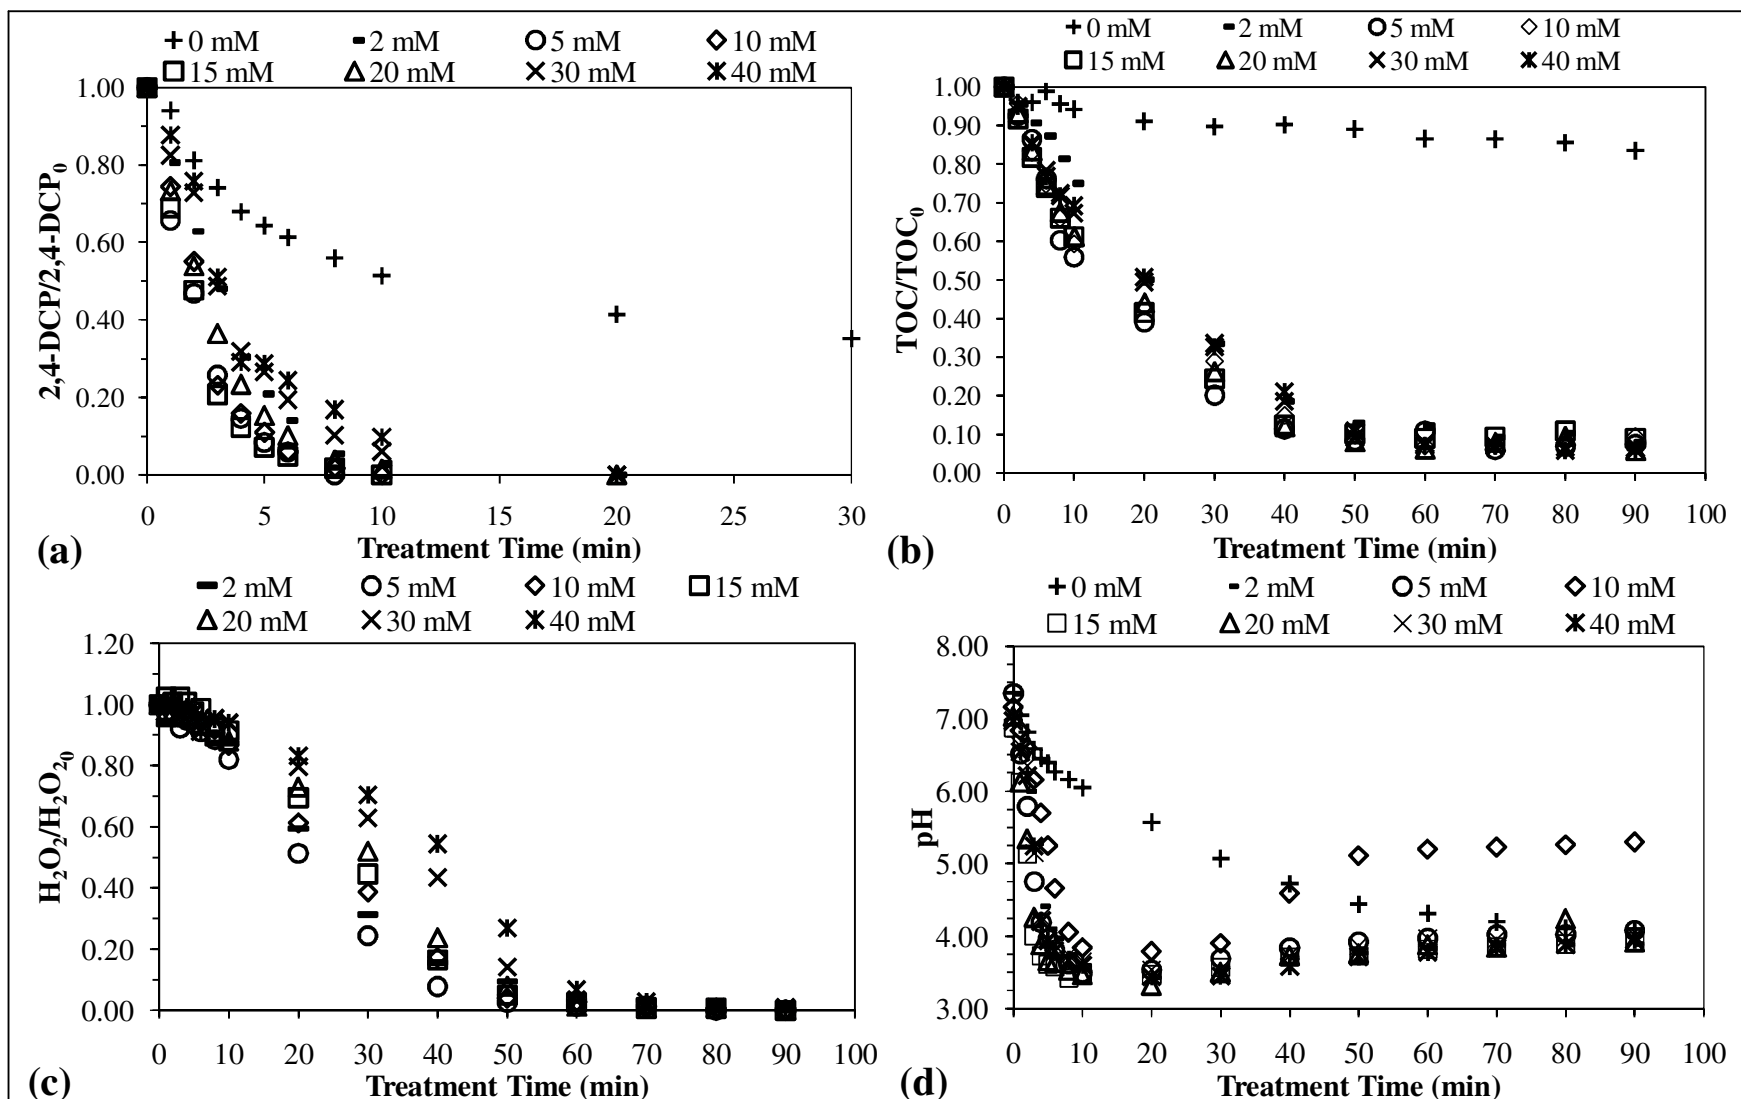 0 mM 2 mM 5 mM 10 mM
15 mM 20 mM 30 mM 40 mM
1.00
0.80
0.60
0.40
0.20
0.00
2,4-DCP/2,4-DCP0
0 5 10 15 20 25 30
(a) Treatment Time (min)
0 mM 2 mM 5 mM 10 mM
15 mM 20 mM 30 mM 40 mM
1.00
0.90
0.80
0.70
0.60
0.50
0.40
0.30
0.20
0.10
0.00
TOC/TOC0
0 10 20 30 40 50 60 70 80 90 100
(b) Treatment Time (min)
2 mM 5 mM 10 mM 15 mM
20 mM 30 mM 40 mM
1.20
1.00
0.80
0.60
0.40
0.20
0.00
H2O2/H2O20
0 10 20 30 40 50 60 70 80 90 100
(c) Treatment Time (min)
0 mM 2 mM 5 mM 10 mM
15 mM 20 mM 30 mM 40 mM
8.00
7.00
6.00
5.00
4.00
3.00
pH
0 10 20 30 40 50 60 70 80 90 100
(d) Treatment Time (min)